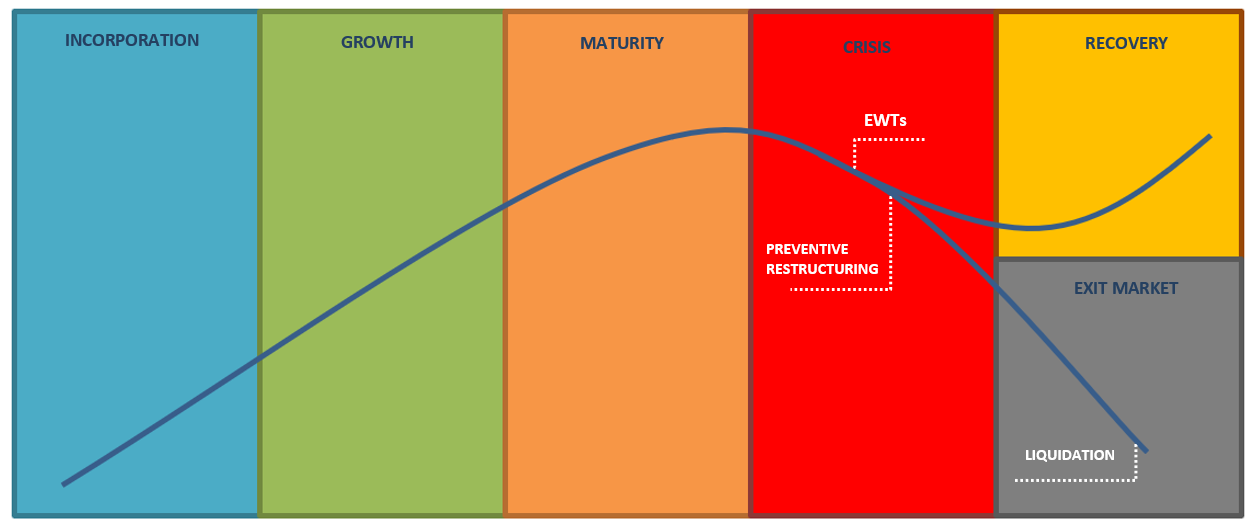 INCORPORATION
GROWTH
MATURITY
CRISIS
RECOVERY
EWTs
PREVENTIVE
RESTRUCTURING
EXIT MARKET
LIQUIDATION